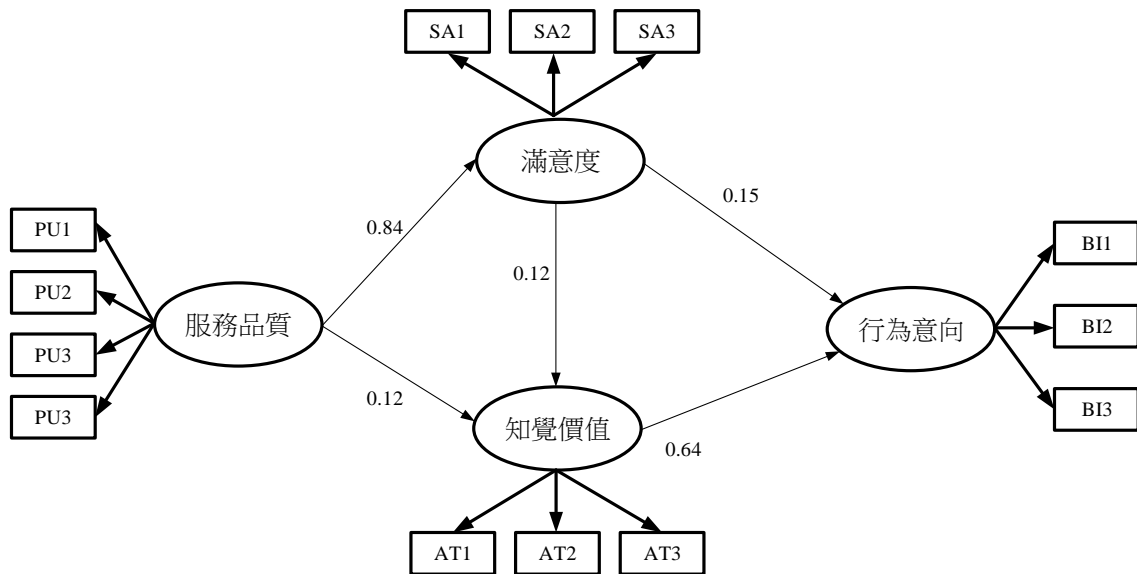 SA1
SA2
SA3
滿意度
0.15
PU1
0.84
BI1
PU2
0.12
服務品質
行為意向
BI2
PU3
PU3
0.12
知覺價值
0.64
BI3
AT1
AT2
AT3